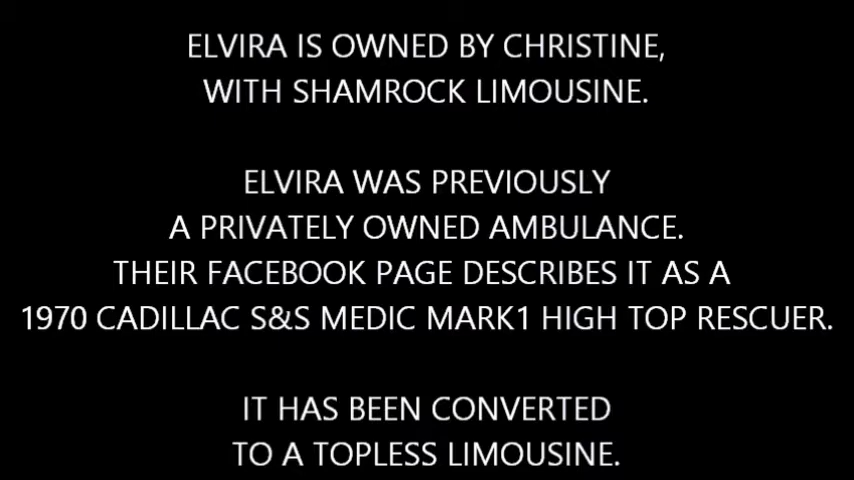 ELVIRA IS OWNED BY CHRISTINE,
WITH SHAMROCK LIMOUSINE.
ELVIRA WAS PREVIOUSLY
A PRIVATELY OWNED AMBULANCE.
THEIR FACEBOOK PAGE DESCRIBES IT AS A
1970 CADILLAC S&S MEDIC MARK1 HIGH TOP RESCUER.
IT HAS BEEN CONVERTED
TO A TOPLESS LIMOUSINE.